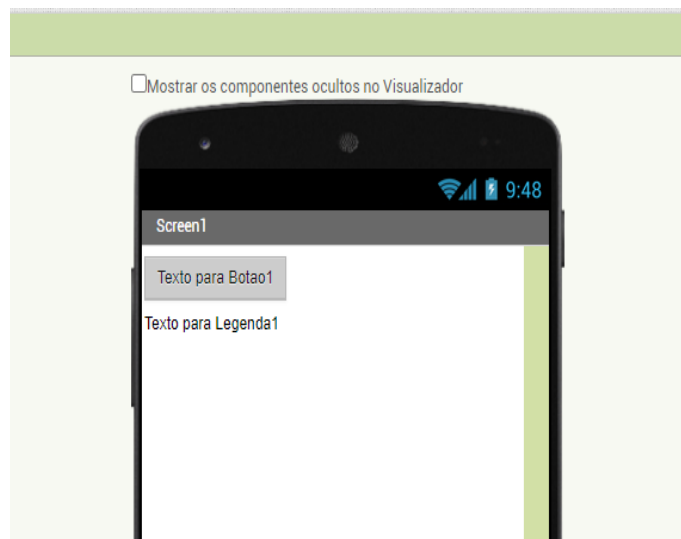 Mostrar os componentes ocultos no Visualizador
9:48
Screen1
Texto para Botao1
Texto para Legenda1